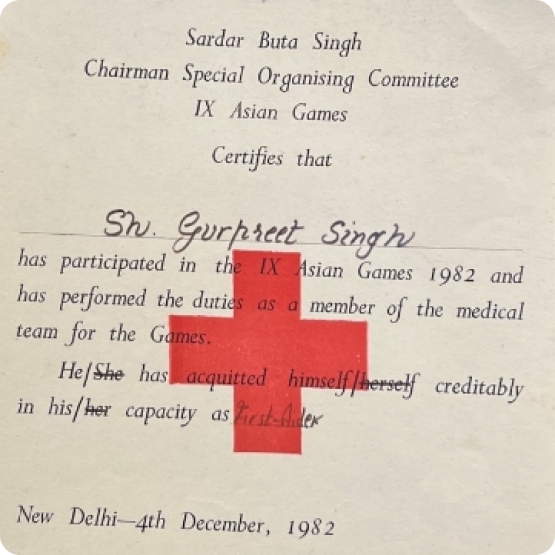 Sardar Buta Singh
Chairman Special Organising Committee
IX Asian Games
Certifies that
Sh. Gurpreet Singh
has participated in the IX Asian Games 1982 and
has performed the duties as a member of the medical
team for the Games.
He/She has acquitted himself/herself creditably
in his/her capacity as First-Aider
New Delhi—4th December, 1982